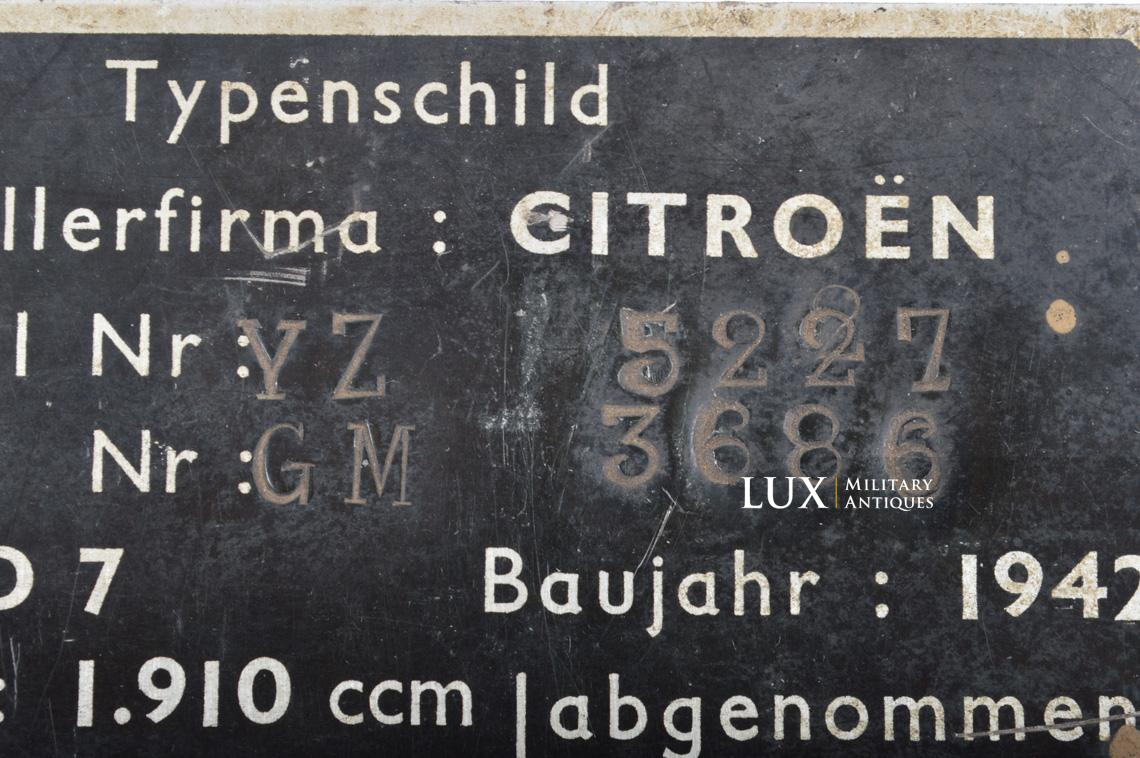 Typenschild
llerfirma : CITROËN
l Nr : YZ 5227
Nr : GM 3686
LUX | MILITARY
ANTIQUES
D 7 Baujahr : 1942
: 1.910 ccm | abgenommen